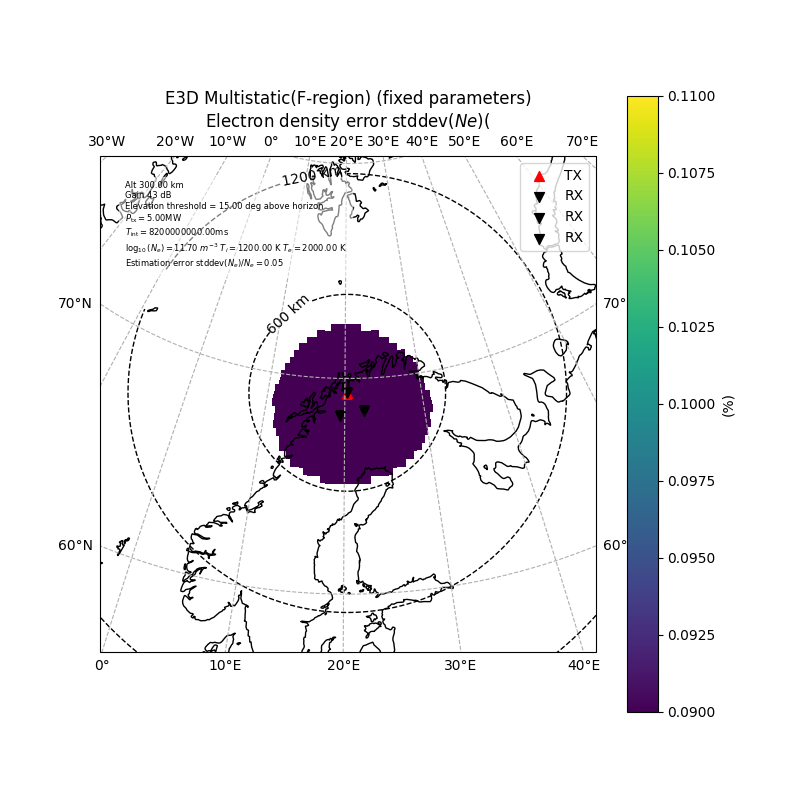 E3D Multistatic(F-region) (fixed parameters)
Electron density error stddev(Ne)(
30°W 20°W 10°W 0° 10°E 20°E 30°E 40°E 50°E 60°E 70°E
1200 km
Alt 300.00 km
Gain 43 dB
Elevation threshold = 15.00 deg above horizon
P_tx = 5.00MW
T_int = 8200000000.00ms
log₁₀(N_e) = 11.70 m⁻³ T_i = 1200.00 K T_e = 2000.00 K
Estimation error stddev(N_e)/N_e = 0.05
TX
RX
RX
RX
70°N
70°
600 km
60°N
60°
0° 10°E 20°E 30°E 40°E
0.1100
0.1075
0.1050
0.1025
0.1000
0.0975
0.0950
0.0925
0.0900
(%)